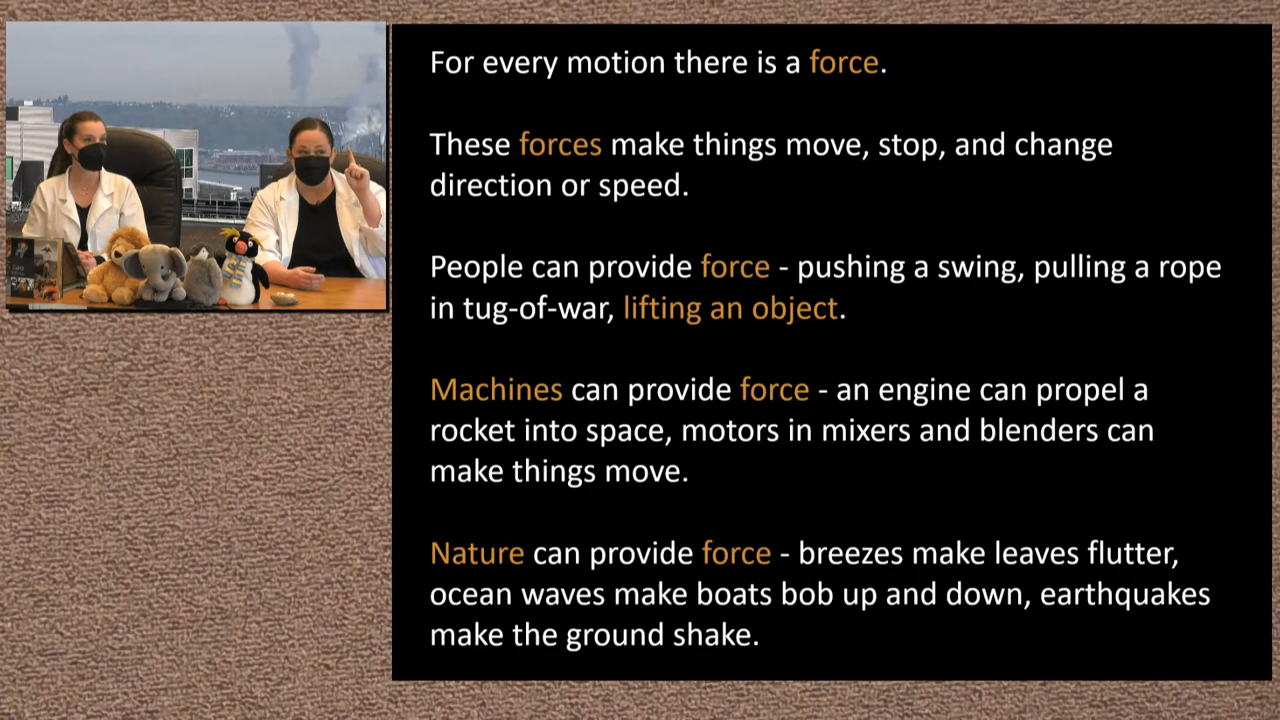 For every motion there is a force.
These forces make things move, stop, and change
direction or speed.
People can provide force - pushing a swing, pulling a rope
in tug-of-war, lifting an object.
Machines can provide force - an engine can propel a
rocket into space, motors in mixers and blenders can
make things move.
Nature can provide force - breezes make leaves flutter,
ocean waves make boats bob up and down, earthquakes
make the ground shake.